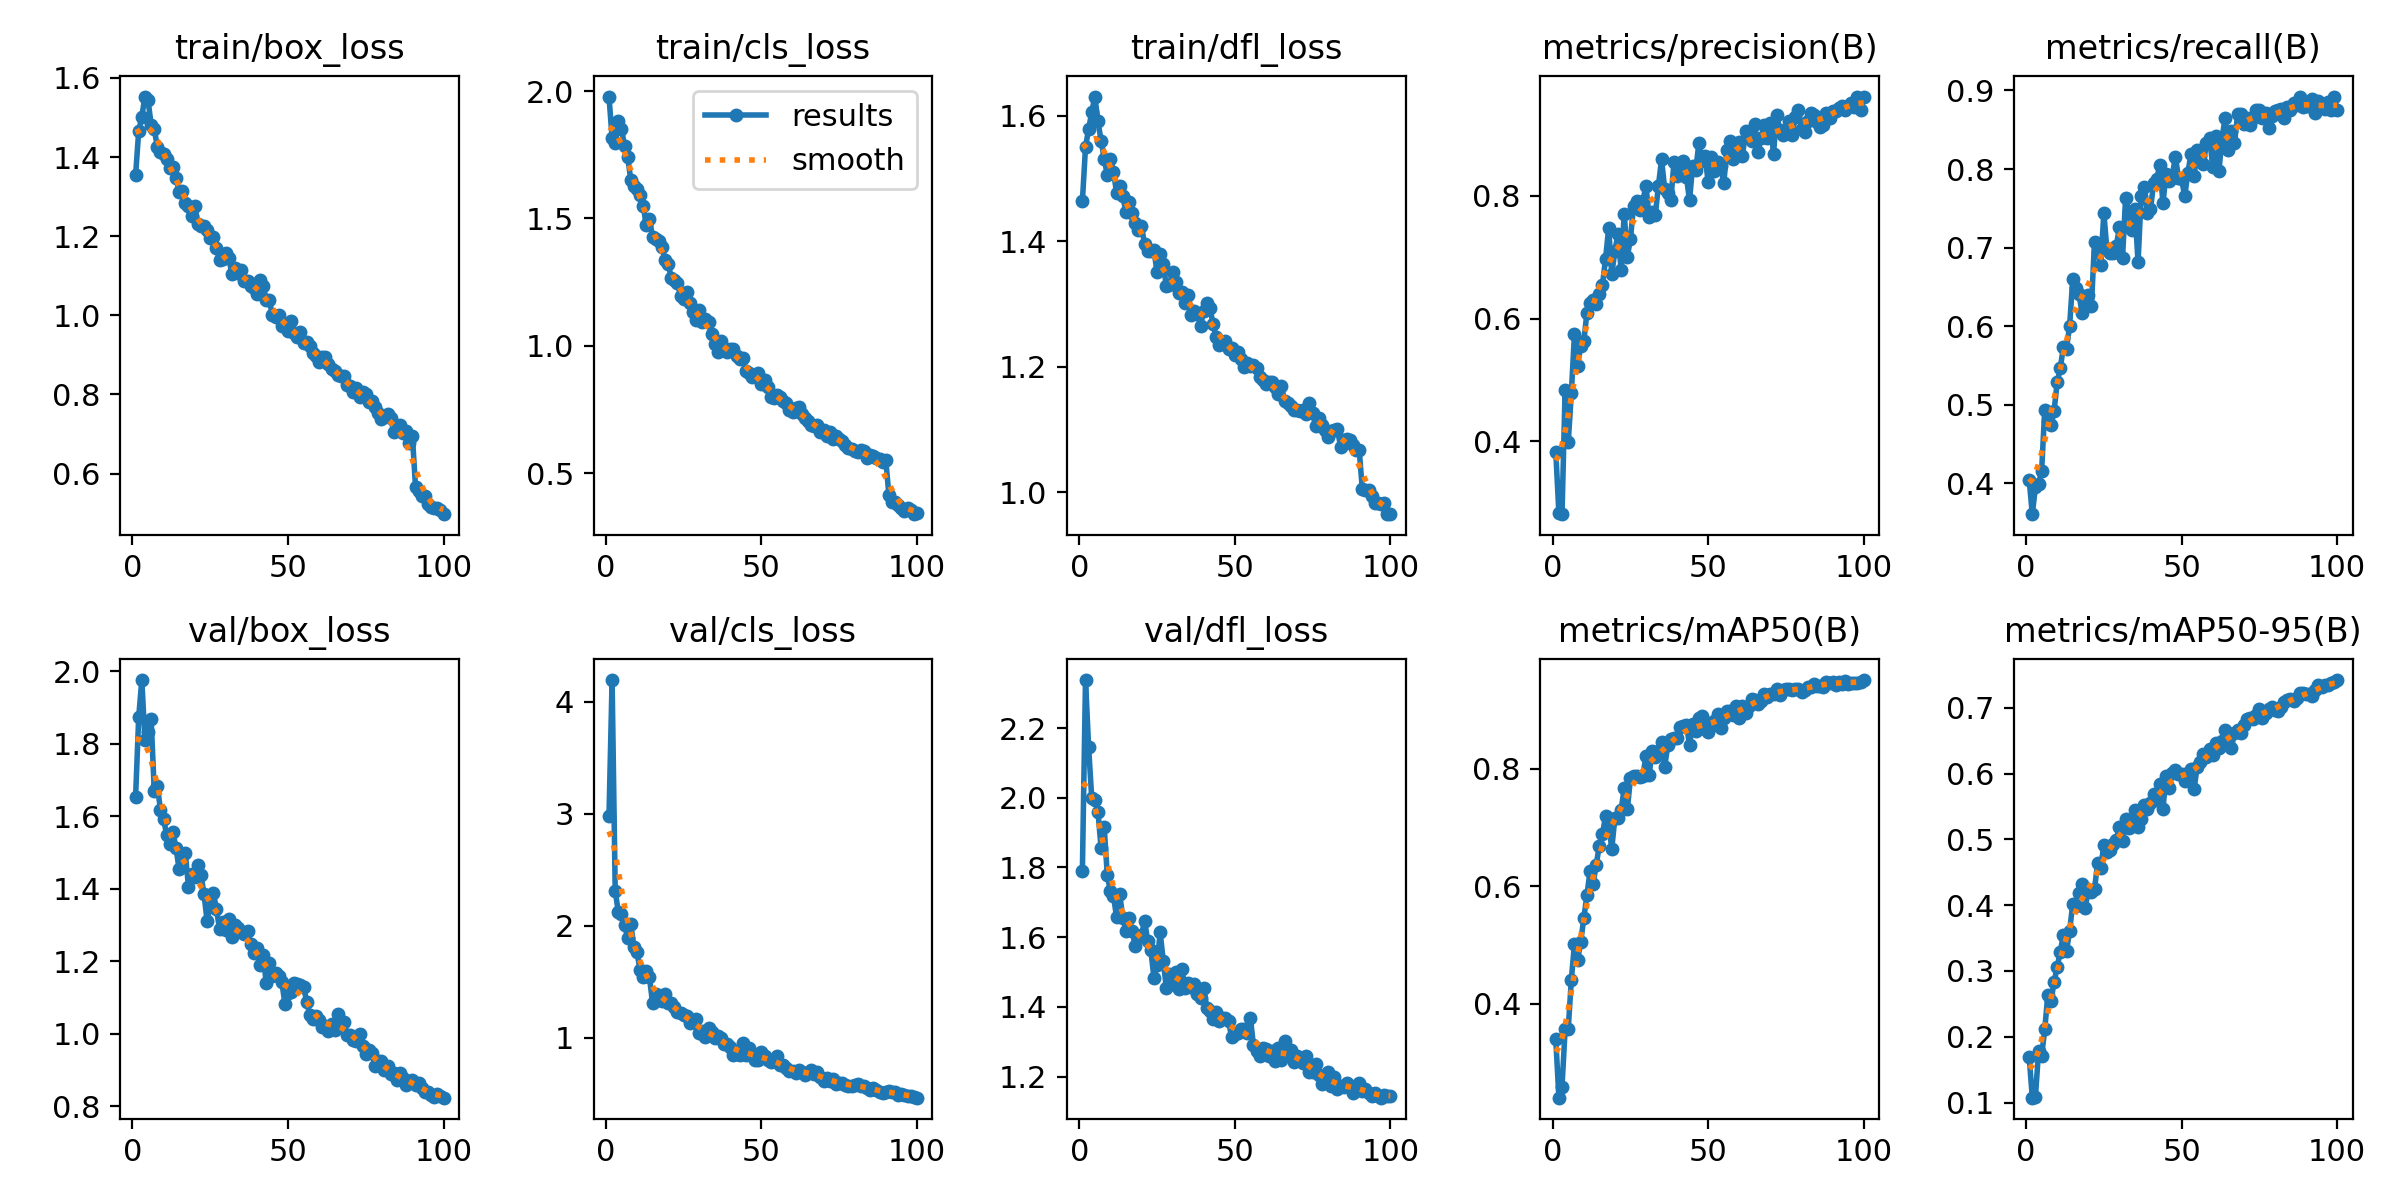 train/box_loss
1.6
1.4
1.2
1.0
0.8
0.6
0 50 100
train/cls_loss
results
smooth
2.0
1.5
1.0
0.5
0 50 100
train/dfl_loss
1.6
1.4
1.2
1.0
0 50 100
metrics/precision(B)
0.8
0.6
0.4
0 50 100
metrics/recall(B)
0.9
0.8
0.7
0.6
0.5
0.4
0 50 100
val/box_loss
2.0
1.8
1.6
1.4
1.2
1.0
0.8
0 50 100
val/cls_loss
4
3
2
1
0 50 100
val/dfl_loss
2.2
2.0
1.8
1.6
1.4
1.2
0 50 100
metrics/mAP50(B)
0.8
0.6
0.4
0 50 100
metrics/mAP50-95(B)
0.7
0.6
0.5
0.4
0.3
0.2
0.1
0 50 100